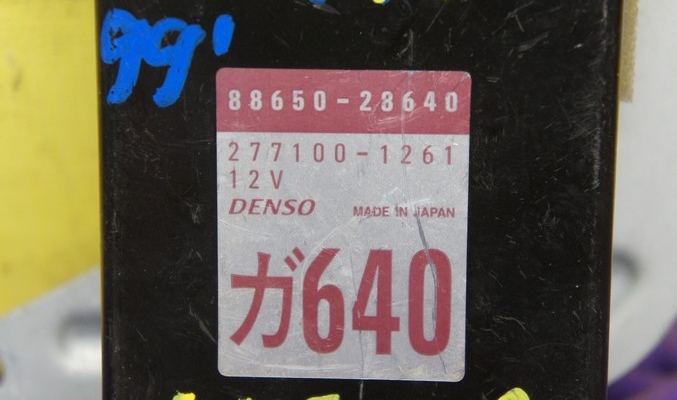 99'
88650-28640
277100-1261
12V
DENSO MADE IN JAPAN
ガ640